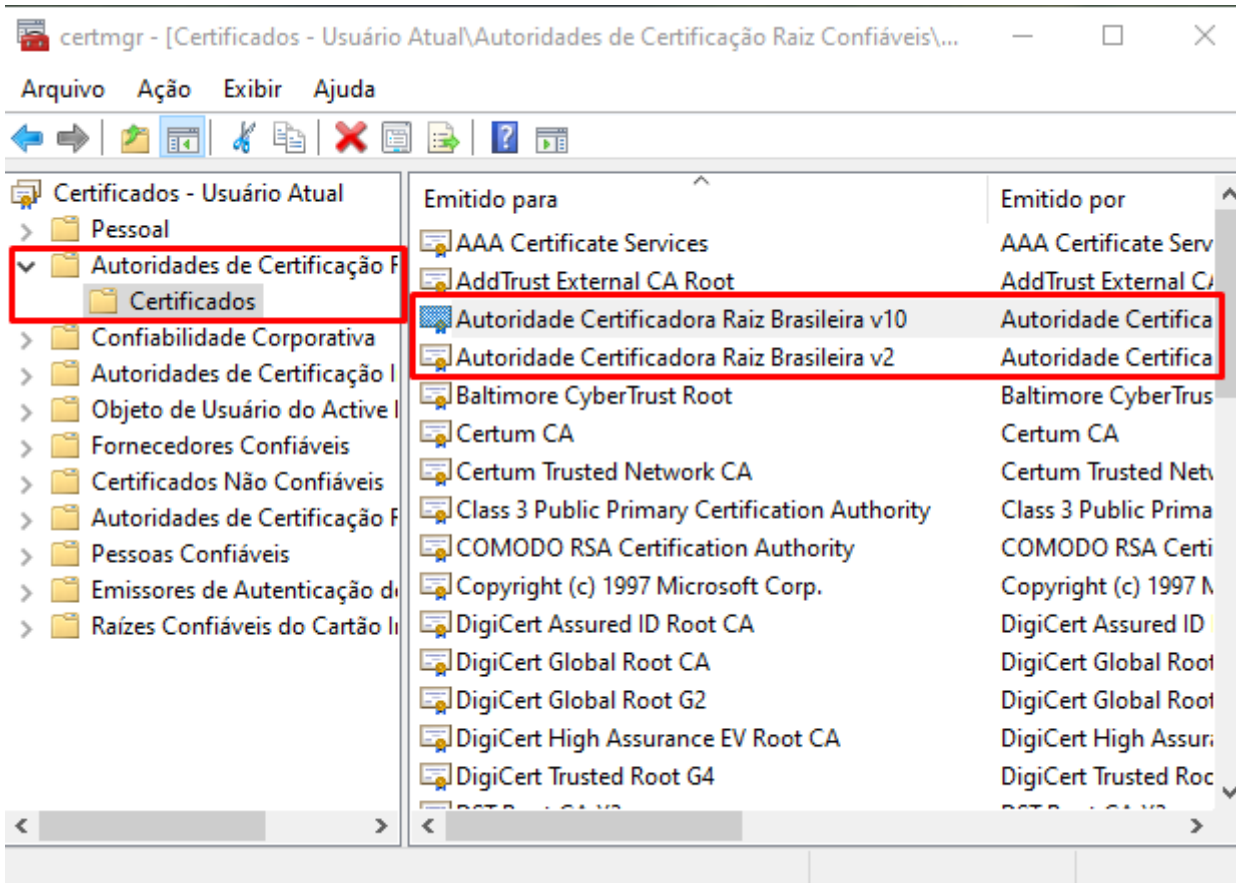 certmgr - [Certificados - Usuário Atual\Autoridades de Certificação Raiz Confiáveis\...
Arquivo Ação Exibir Ajuda
Certificados - Usuário Atual
Pessoal
Autoridades de Certificação
Certificados
Confiabilidade Corporativa
Autoridades de Certificação
Objeto de Usuário do Active
Fornecedores Confiáveis
Certificados Não Confiáveis
Autoridades de Certificação
Pessoas Confiáveis
Emissores de Autenticação
Raízes Confiáveis do Cartão
Emitido para Emitido por
AAA Certificate Services AAA Certificate Serv
AddTrust External CA Root AddTrust External
Autoridade Certificadora Raiz Brasileira v10 Autoridade Certifica
Autoridade Certificadora Raiz Brasileira v2 Autoridade Certifica
Baltimore CyberTrust Root Baltimore CyberTrus
Certum CA Certum CA
Certum Trusted Network CA Certum Trusted
Class 3 Public Primary Certification Authority Class 3 Public Prima
COMODO RSA Certification Authority COMODO RSA Certi
Copyright (c) 1997 Microsoft Corp. Copyright (c) 1997
DigiCert Assured ID Root CA DigiCert Assured ID
DigiCert Global Root CA DigiCert Global Root
DigiCert Global Root G2 DigiCert Global Root
DigiCert High Assurance EV Root CA DigiCert High
DigiCert Trusted Root G4 DigiCert Trusted